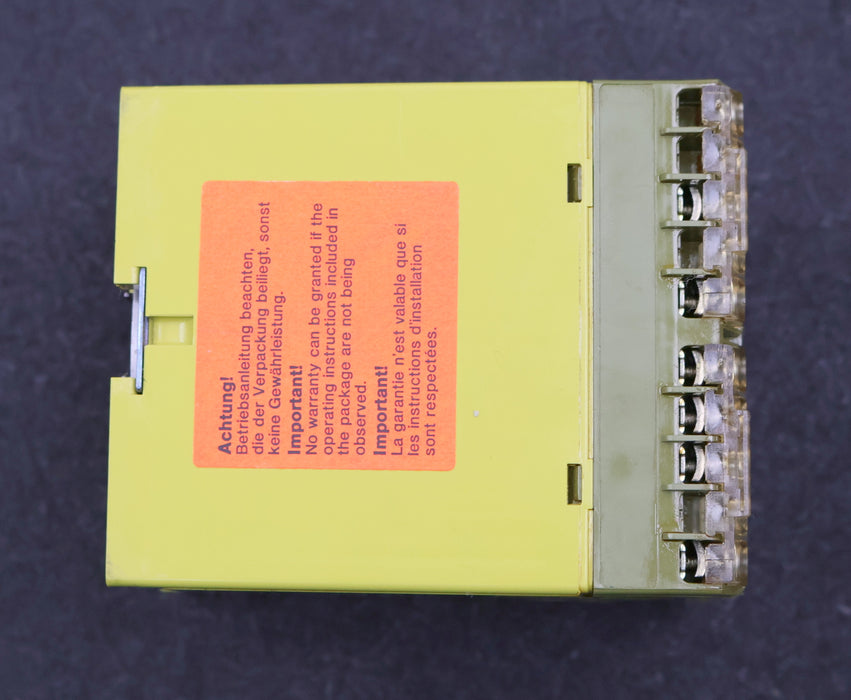 Achtung!
Betriebsanleitung beachten,
die der Verpackung beiliegt, sonst
keine Gewährleistung.
Important!
No warranty can be granted if the
operating instructions included in
the package are not being
observed.
Important!
La garantie n'est valable que si
les instructions d'installation
sont respectées.